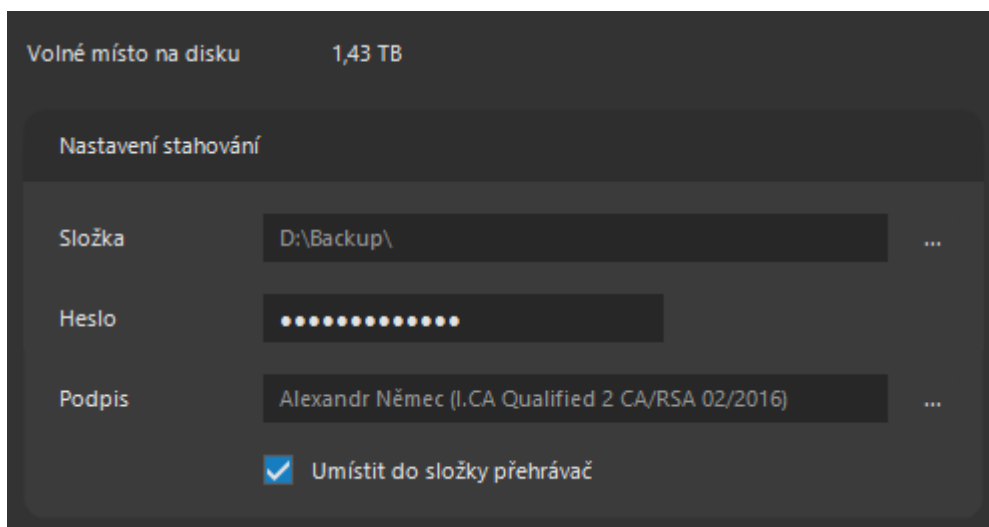 Volné místo na disku 1,43 TB
Nastavení stahování
Složka D:\Backup\ ...
Heslo ●●●●●●●●●●●●●
Podpis Alexandr Němec (I.CA Qualified 2 CA/RSA 02/2016) ...
Umístit do složky přehrávač